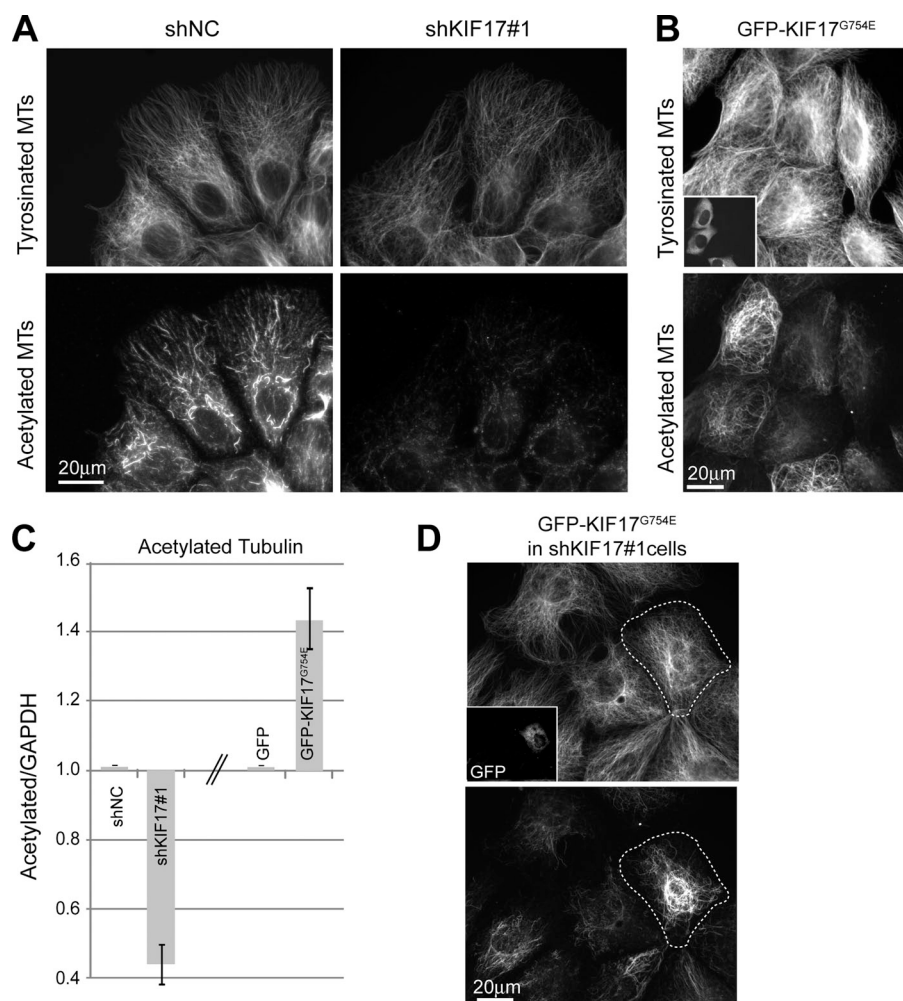 A
shNC
shKIF17#1
Tyrosinated MTs
Acetylated MTs
20μm
B
GFP-KIF17G754E
Tyrosinated MTs
Acetylated MTs
20μm
C
Acetylated Tubulin
Acetylated/GAPDH
1.6
1.4
1.2
1.0
0.8
0.6
0.4
shNC
shKIF17#1
GFP
GFP-KIF17G754E
D
GFP-KIF17G754E
in shKIF17#1cells
GFP
20μm